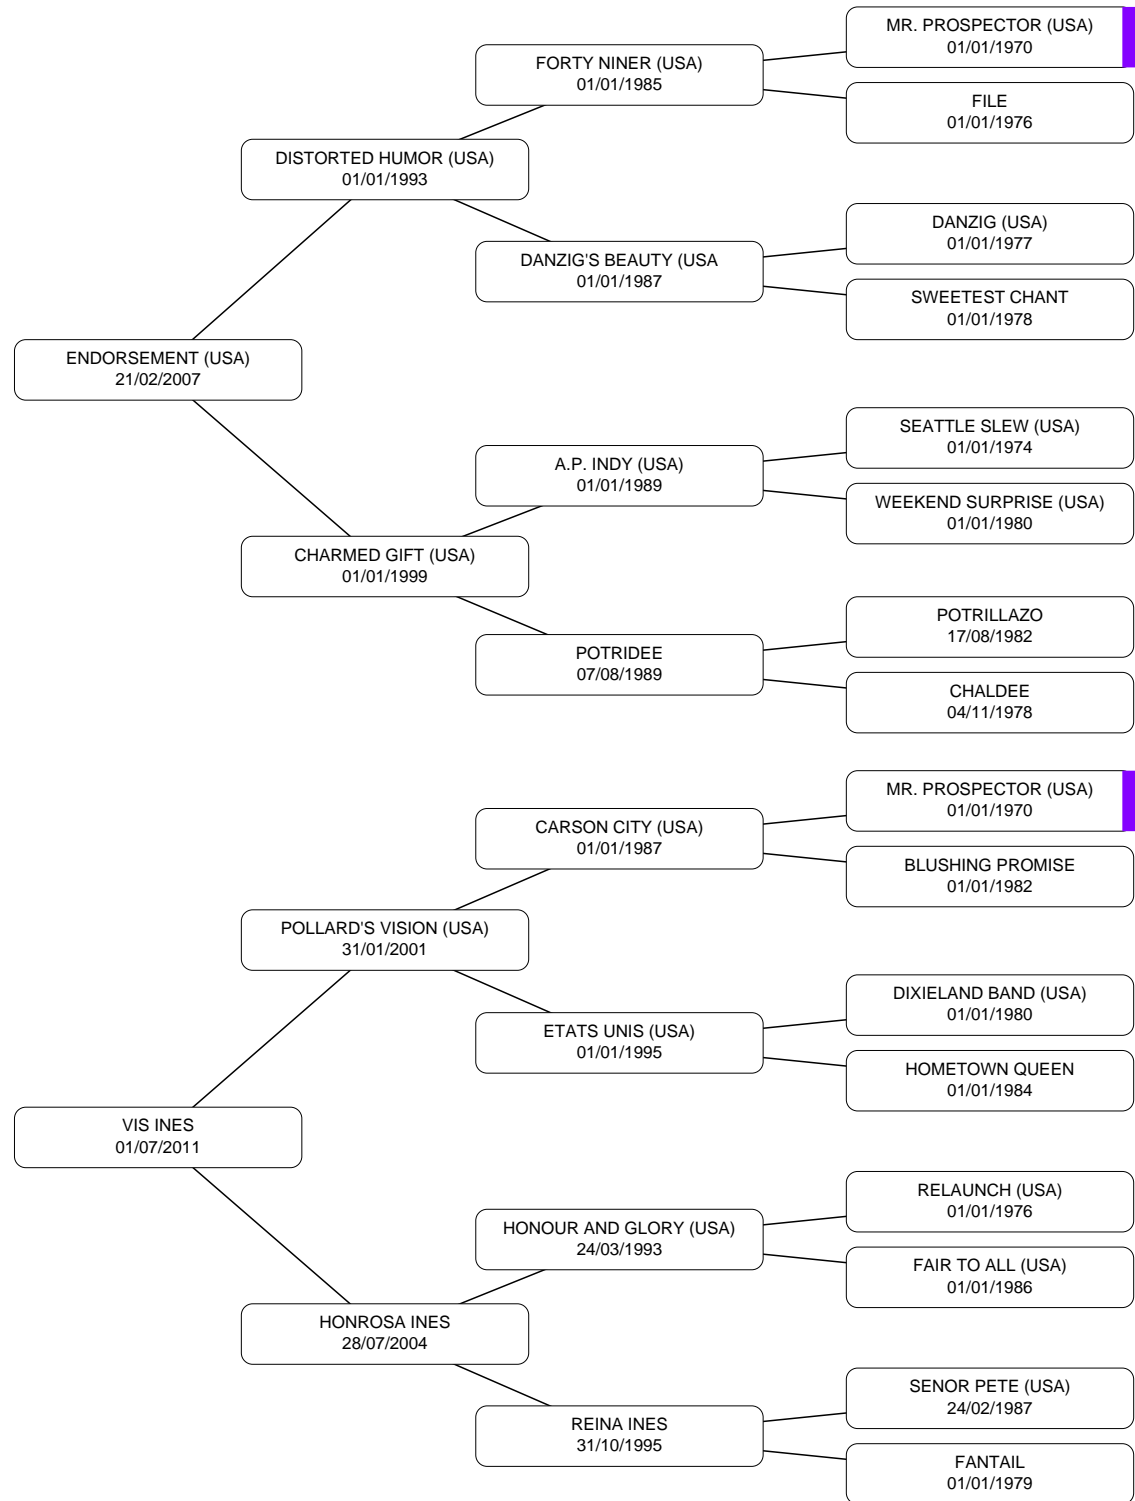 MR. PROSPECTOR (USA)
01/01/1970
FORTY NINER (USA)
01/01/1985
FILE
01/01/1976
DISTORTED HUMOR (USA)
01/01/1993
DANZIG (USA)
01/01/1977
DANZIG'S BEAUTY (USA
01/01/1987
SWEETEST CHANT
01/01/1978
ENDORSEMENT (USA)
21/02/2007
SEATTLE SLEW (USA)
01/01/1974
A.P. INDY (USA)
01/01/1989
WEEKEND SURPRISE (USA)
01/01/1980
CHARMED GIFT (USA)
01/01/1999
POTRILLAZO
17/08/1982
POTRIDEE
07/08/1989
CHALDEE
04/11/1978
MR. PROSPECTOR (USA)
01/01/1970
CARSON CITY (USA)
01/01/1987
BLUSHING PROMISE
01/01/1982
POLLARD'S VISION (USA)
31/01/2001
DIXIELAND BAND (USA)
01/01/1980
ETATS UNIS (USA)
01/01/1995
HOMETOWN QUEEN
01/01/1984
VIS INES
01/07/2011
RELAUNCH (USA)
01/01/1976
HONOUR AND GLORY (USA)
24/03/1993
FAIR TO ALL (USA)
01/01/1986
HONROSA INES
28/07/2004
SENOR PETE (USA)
24/02/1987
REINA INES
31/10/1995
FANTAIL
01/01/1979